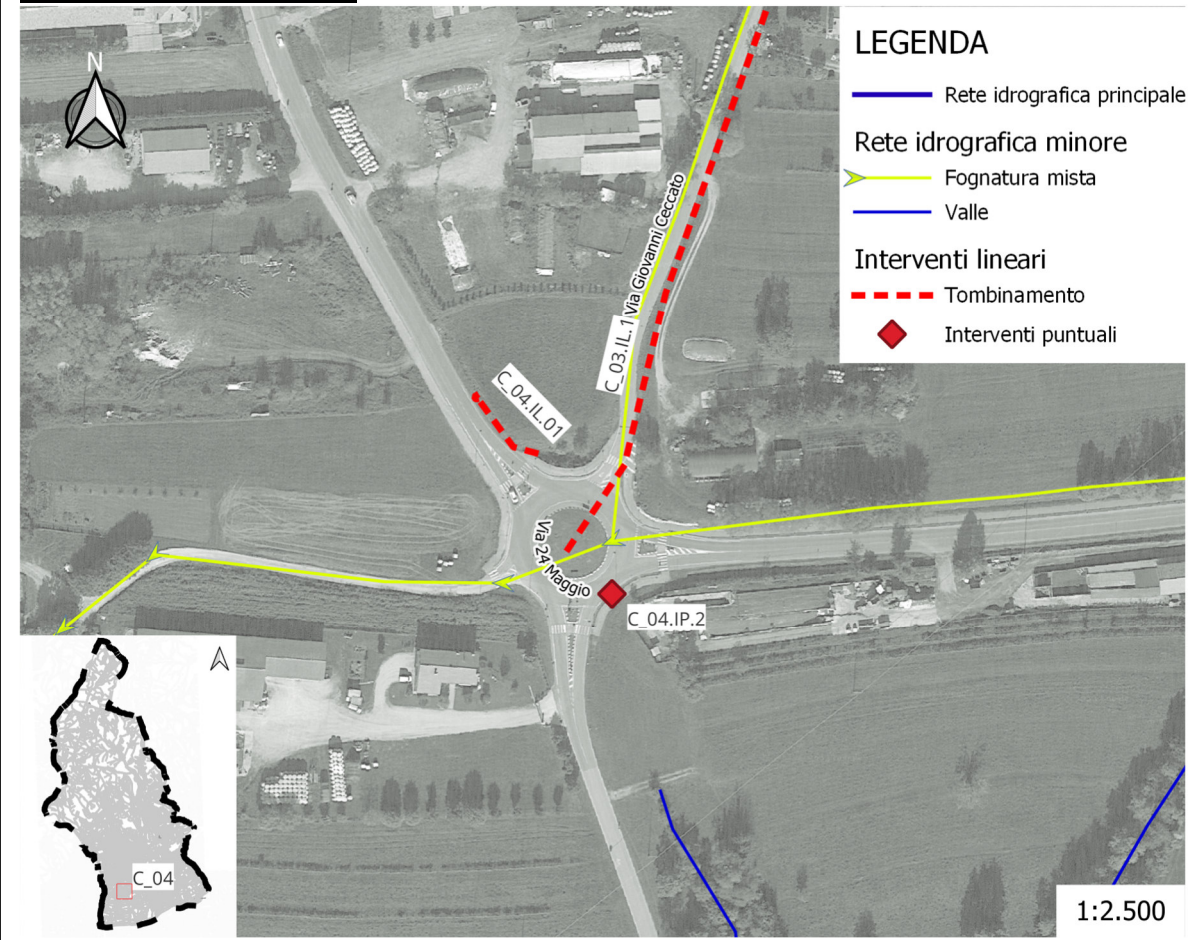 N
LEGENDA
Rete idrografica principale
Rete idrografica minore
Fognatura mista
Valle
Interventi lineari
Tombinamento
Interventi puntuali
Via Giovanni Ceccato
C_03.IL.1
C_04.IL.01
Via 24 Maggio
C_04.IP.2
C_04
1:2.500